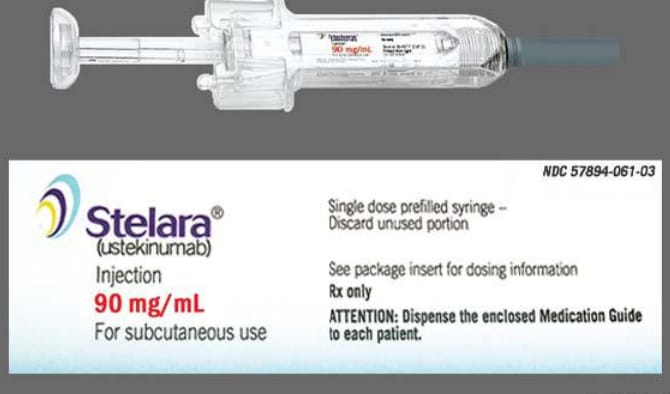 90 mg/mL
NDC 57894-061-03
Stelara®
(ustekinumab)
Injection
90 mg/mL
For subcutaneous use
Single dose prefilled syringe –
Discard unused portion
See package insert for dosing information
Rx only
ATTENTION: Dispense the enclosed Medication Guide
to each patient.